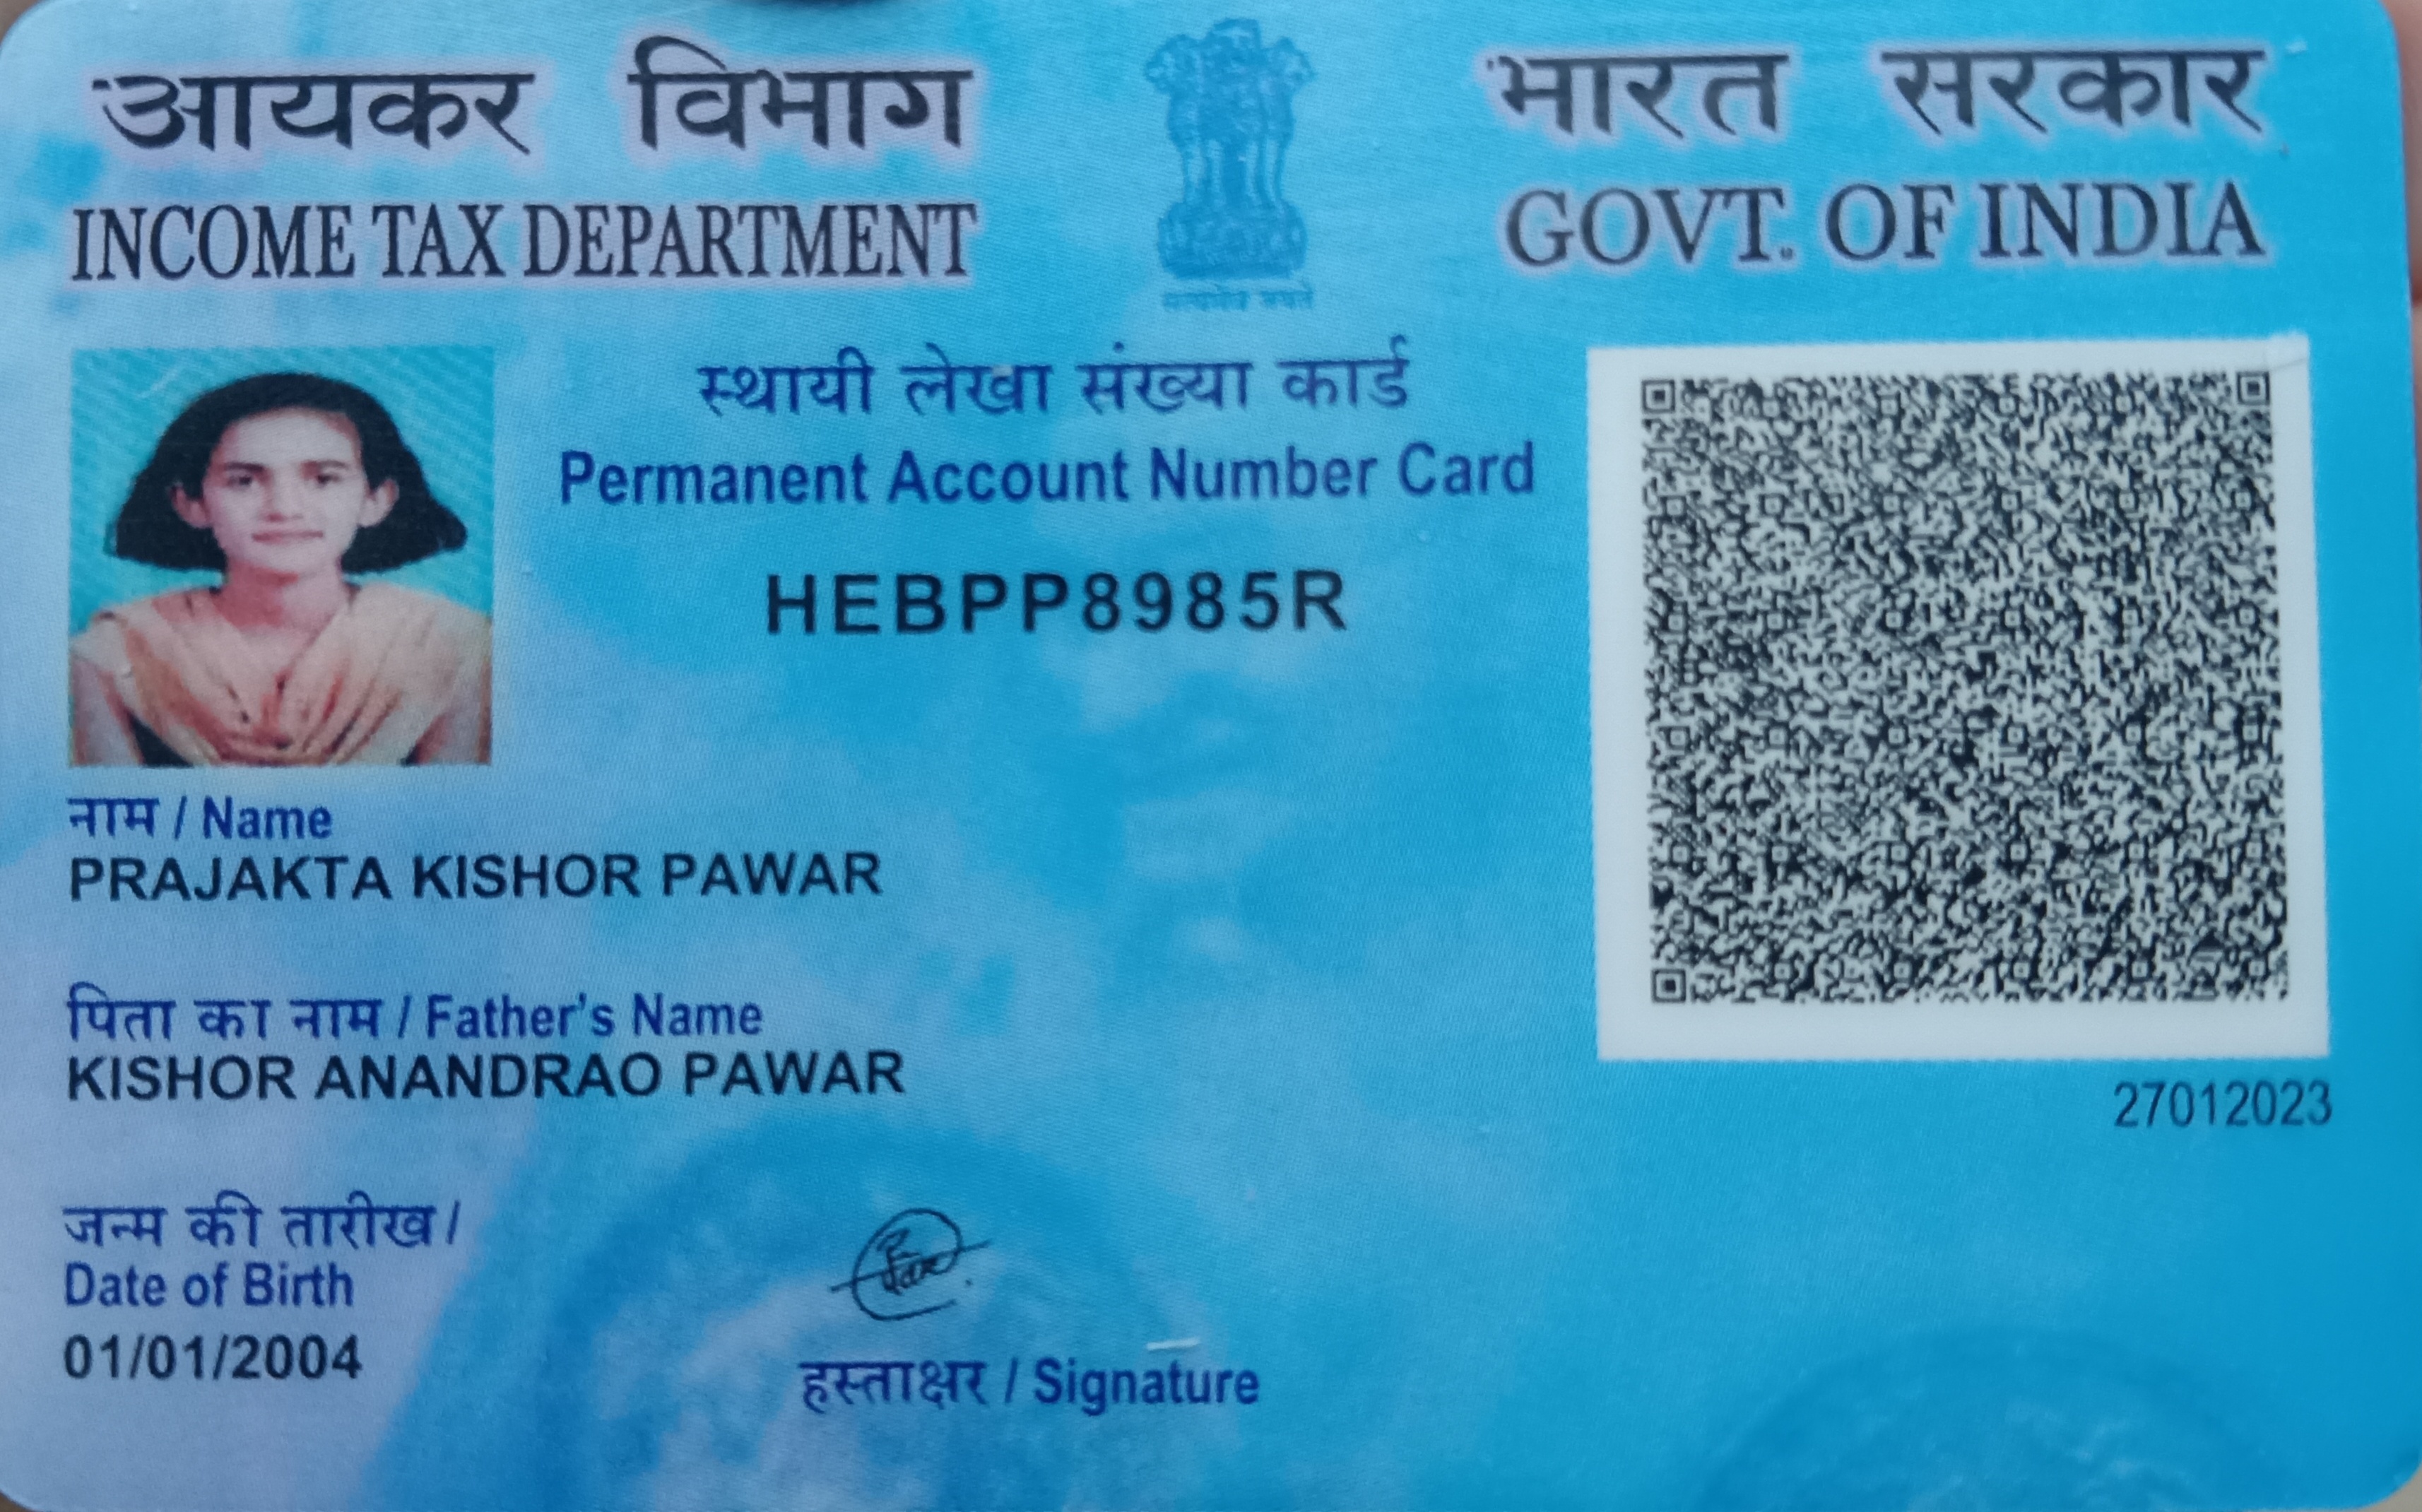 आयकर विभाग
INCOME TAX DEPARTMENT
सत्यमेव जयते
भारत सरकार
GOVT. OF INDIA
स्थायी लेखा संख्या कार्ड
Permanent Account Number Card
HEBPP8985R
नाम / Name
PRAJAKTA KISHOR PAWAR
पिता का नाम / Father's Name
KISHOR ANANDRAO PAWAR
27012023
जन्म की तारीख /
Date of Birth
01/01/2004
हस्ताक्षर / Signature